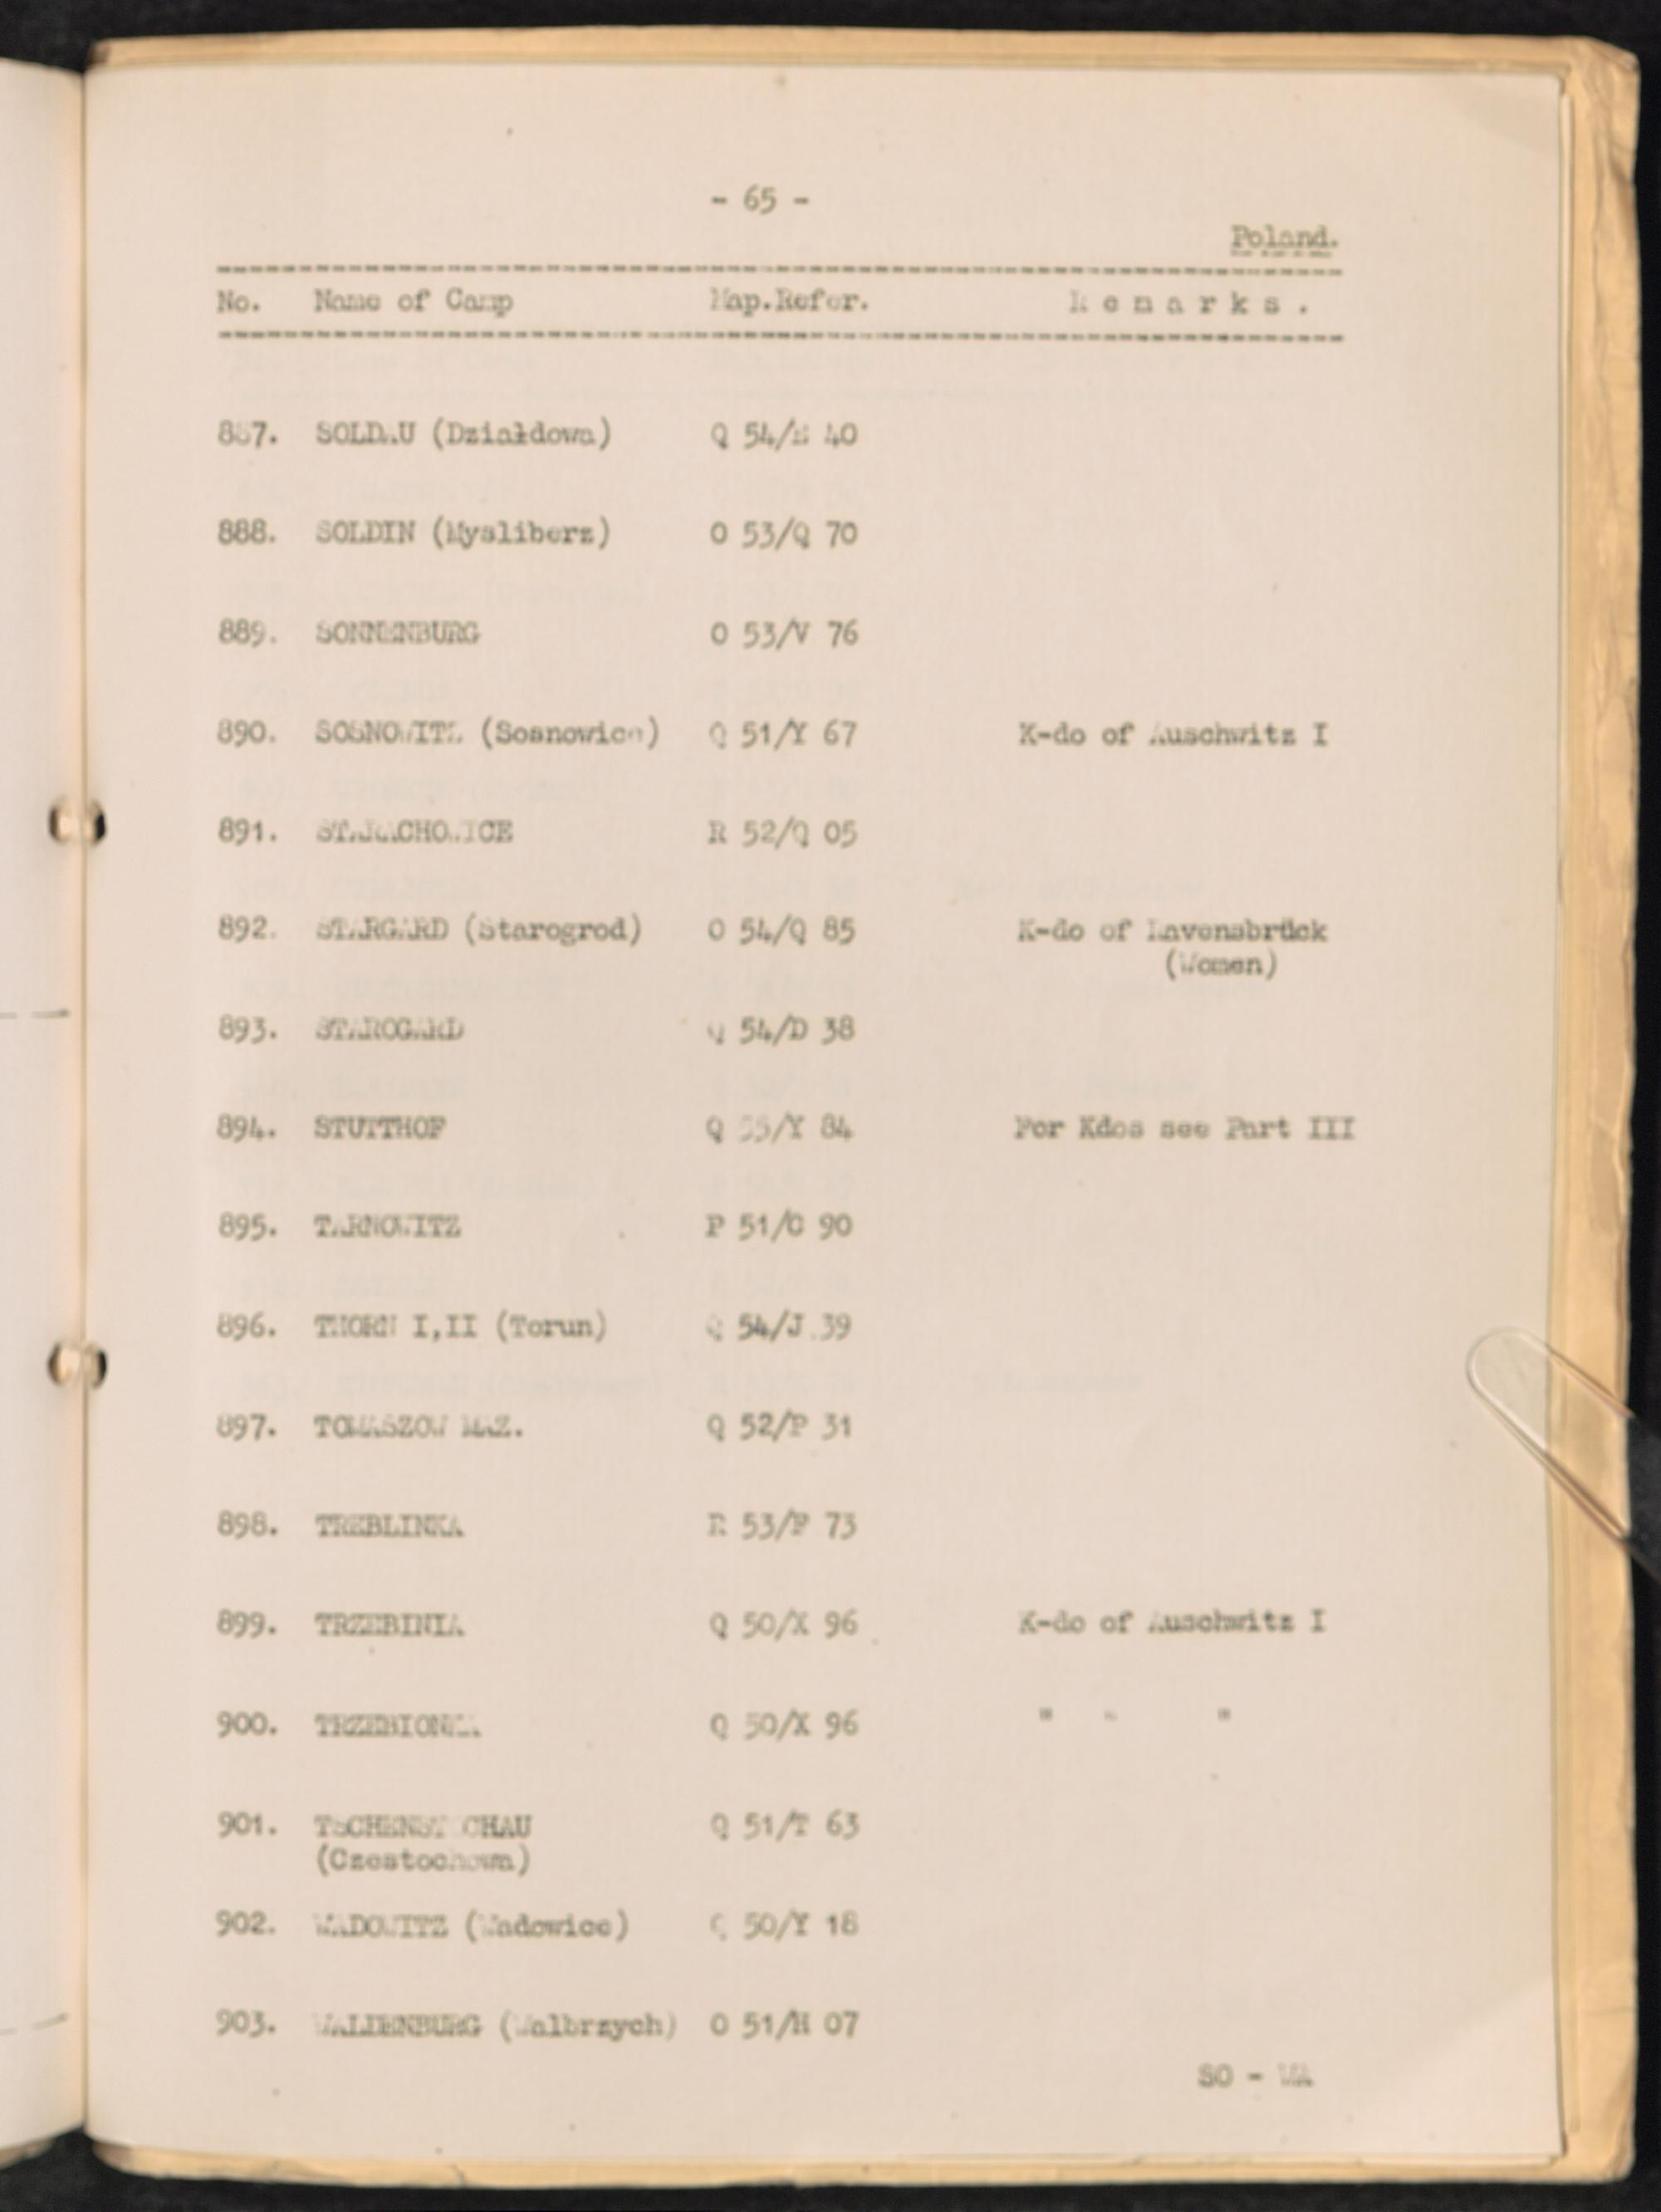 - 65 -
Poland.
No. Name of Camp Map.Refer. Remarks.
887. SOLDAU (Działdowa) Q 54/E 40
888. SOLDIN (Mysliberz) O 53/Q 70
889. SONNENBURG O 53/V 76
890. SOSNOWITZ (Sosnowice) Q 51/Y 67 K-do of Auschwitz I
891. STARACHOWICE R 52/Q 05
892. STARGARD (Starogrod) O 54/Q 85 K-do of Ravensbrück
(Women)
893. STAROGARD Q 54/D 38
894. STUTTHOF Q 55/Y 84 For Kdos see Part III
895. TARNOWITZ P 51/C 90
896. THORN I,II (Torun) Q 54/J 39
897. TOMASZOW MAZ. Q 52/P 31
898. TREBLINKA R 53/F 73
899. TRZEBINIA Q 50/X 96 K-do of Auschwitz I
900. TRZEBIONKA Q 50/X 96 " " "
901. TSCHENSTOCHAU Q 51/T 63
(Czestochowa)
902. WADOWITZ (Wadowice) Q 50/Y 18
903. WALDENBURG (Walbrzych) O 51/H 07
SO - WA